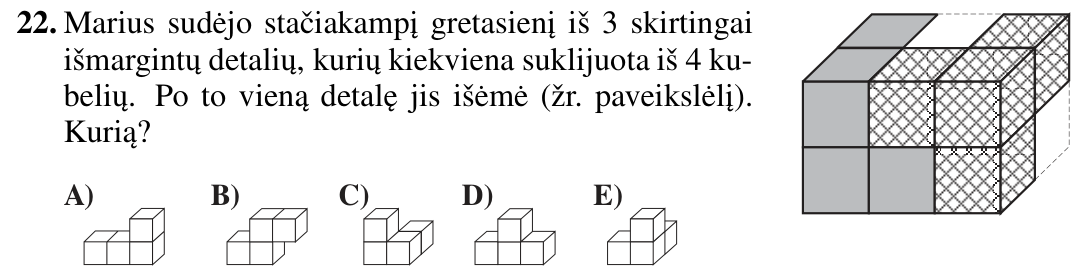 22. Marius sudėjo stačiakampį gretasienį iš 3 skirtingai
išmargintų detalių, kurių kiekviena suklijuota iš 4 ku-
belių. Po to vieną detalę jis išėmė (žr. paveikslėlį).
Kurią?
A) B) C) D) E)